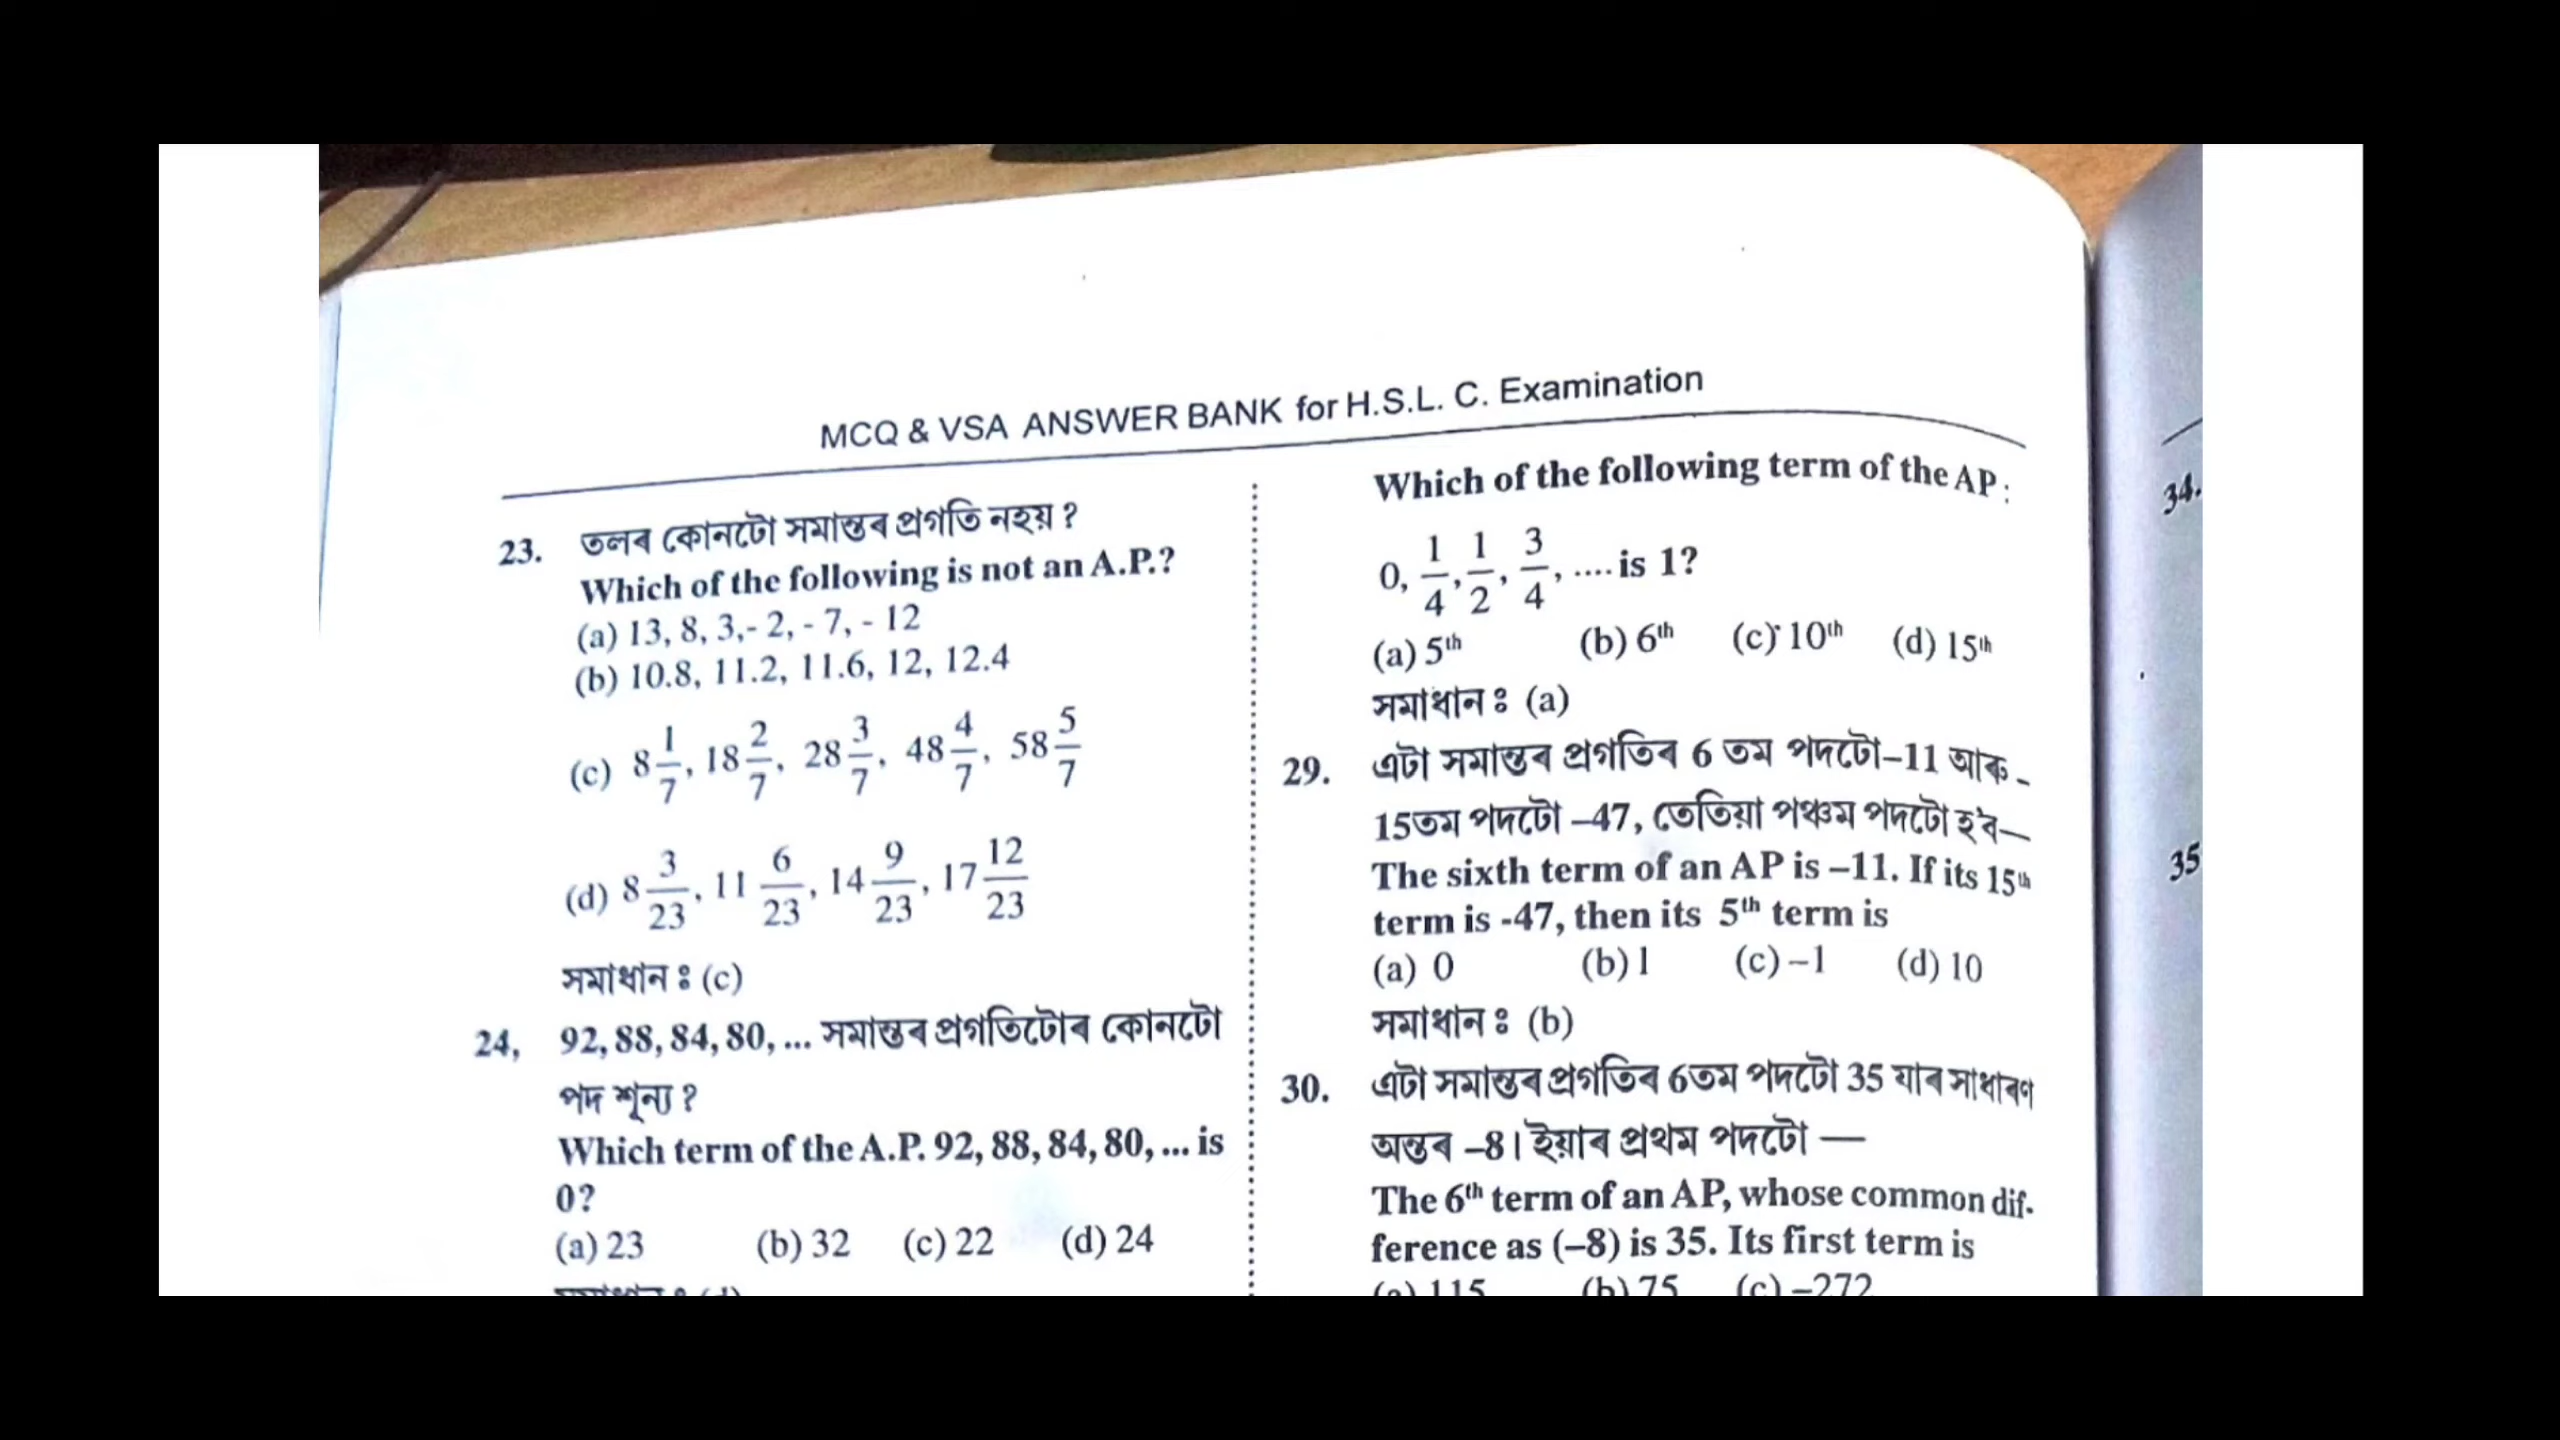 MCQ & VSA ANSWER BANK for H.S.L. C. Examination
23. তলৰ কোনটো সমান্তৰ প্ৰগতি নহয় ?
Which of the following is not an A.P.?
(a) 13, 8, 3,- 2, - 7, - 12
(b) 10.8, 11.2, 11.6, 12, 12.4
(c) 8 1/7, 18 2/7, 28 3/7, 48 4/7, 58 5/7
(d) 8 3/23, 11 6/23, 14 9/23, 17 12/23
সমাধান ঃ (c)
24, 92, 88, 84, 80, ... সমান্তৰ প্ৰগতিটোৰ কোনটো
পদ শূন্য ?
Which term of the A.P. 92, 88, 84, 80, ... is
0?
(a) 23 (b) 32 (c) 22 (d) 24
Which of the following term of the AP :
0, 1/4, 1/2, 3/4, .... is 1?
(a) 5th (b) 6th (c) 10th (d) 15th
সমাধান ঃ (a)
29. এটা সমান্তৰ প্ৰগতিৰ 6 তম পদটো–11 আৰু -
15তম পদটো –47, তেতিয়া পঞ্চম পদটো হ'ব—
The sixth term of an AP is –11. If its 15th
term is -47, then its 5th term is
(a) 0 (b) 1 (c) –1 (d) 10
সমাধান ঃ (b)
30. এটা সমান্তৰ প্ৰগতিৰ 6তম পদটো 35 যাৰ সাধাৰণ
অন্তৰ –8। ইয়াৰ প্ৰথম পদটো —
The 6th term of an AP, whose common dif-
ference as (–8) is 35. Its first term is
(a) 115 (b) 75 (c) –272
34.
35